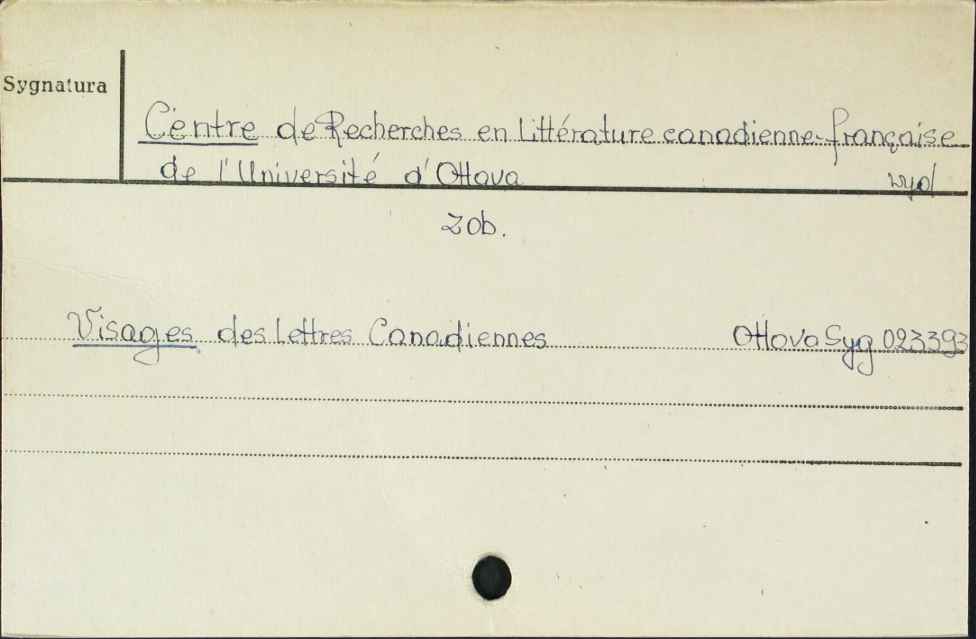 Sygnatura
Centre de Recherches en Littérature canadienne-française
de l'Université d'Ottova wyd
zob.
Visages des Lettres Canadiennes Ottova Syg 023393